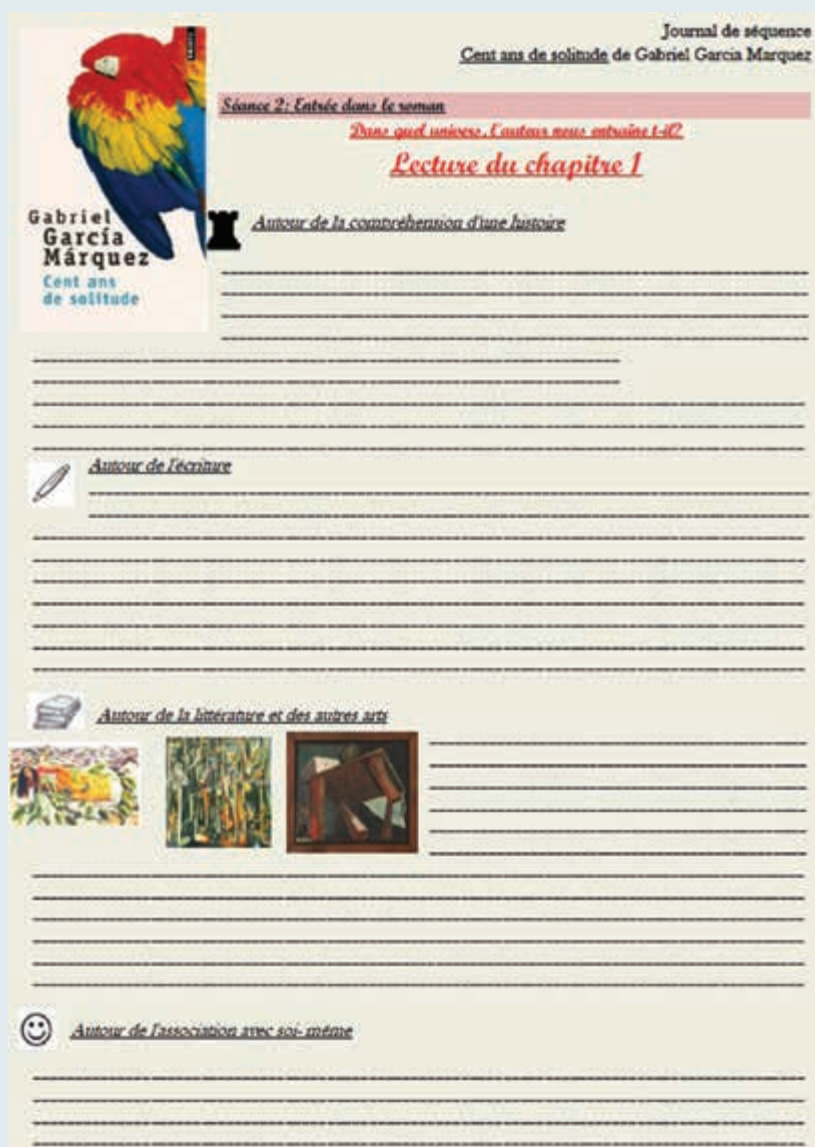 Journal de séquence
Cent ans de solitude de Gabriel Garcia Marquez
Séance 2: Entrée dans le roman
Dans quel univers, l'auteur nous entraîne t-il?
Lecture du chapitre 1
Gabriel
García
Márquez
Cent ans
de solitude
Autour de la compréhension d'une histoire
Autour de l'écriture
Autour de la littérature et des autres arts
Autour de l'association avec soi- même